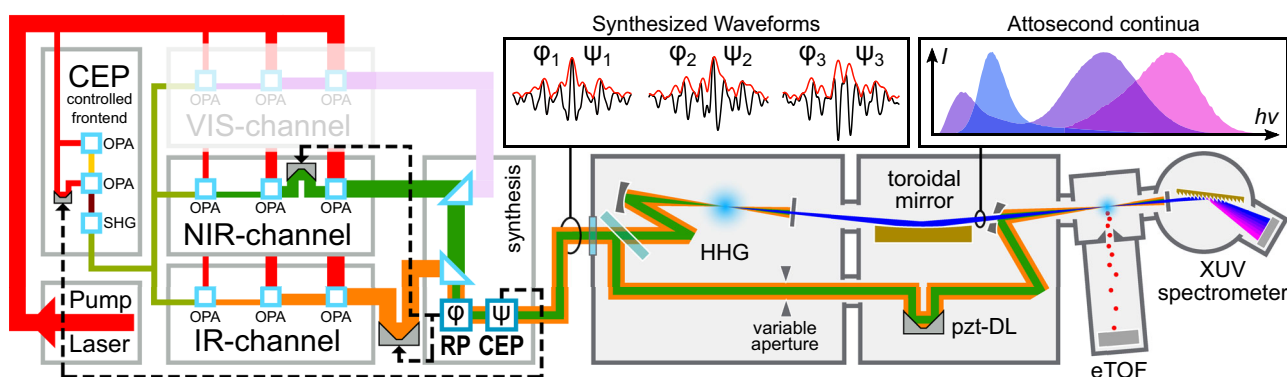 Synthesized Waveforms
φ1 ψ1 φ2 ψ2 φ3 ψ3
Attosecond continua
I
hν
CEP
controlled
frontend
OPA
OPA
SHG
OPA OPA OPA
VIS-channel
OPA OPA OPA
NIR-channel
OPA OPA OPA
IR-channel
Pump
Laser
synthesis
φ ψ
RP CEP
HHG
toroidal
mirror
variable
aperture
pzt-DL
XUV
spectrometer
eTOF